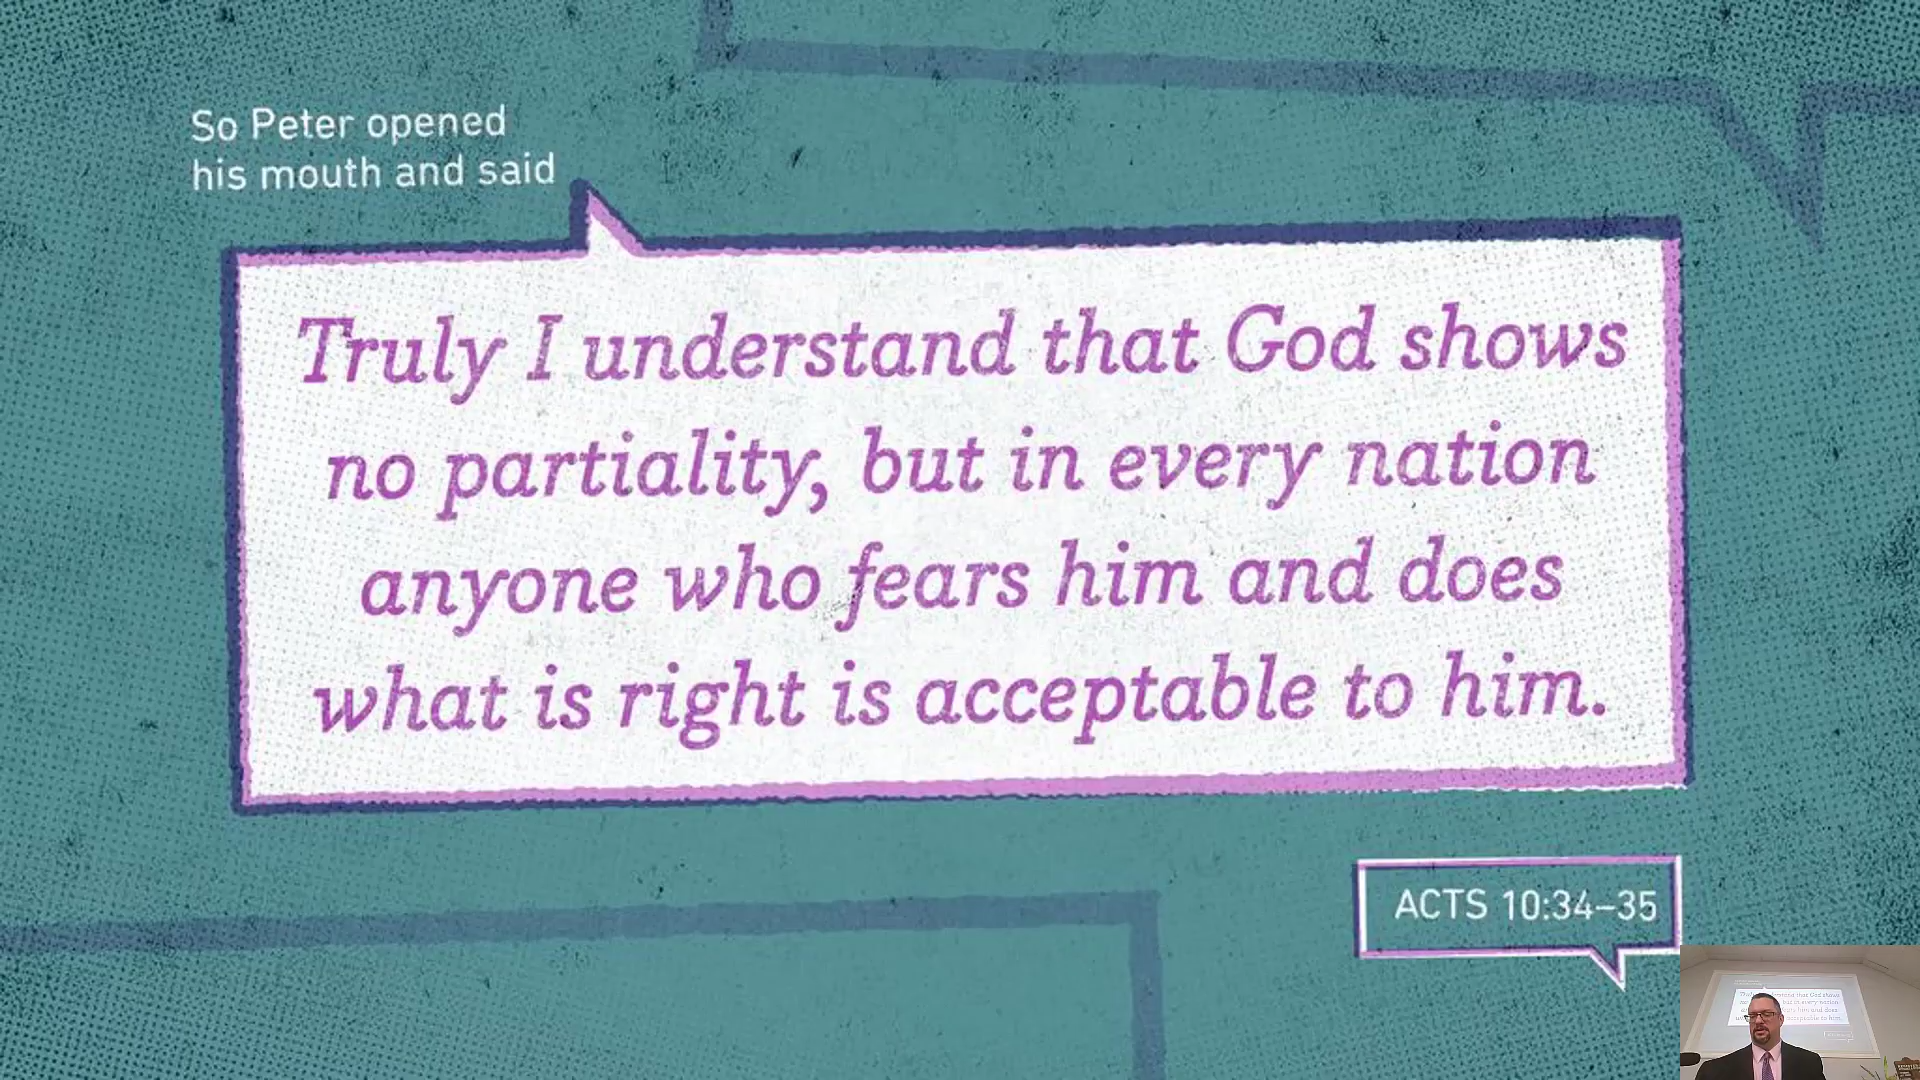 So Peter opened
his mouth and said
Truly I understand that God shows
no partiality, but in every nation
anyone who fears him and does
what is right is acceptable to him.
ACTS 10:34–35